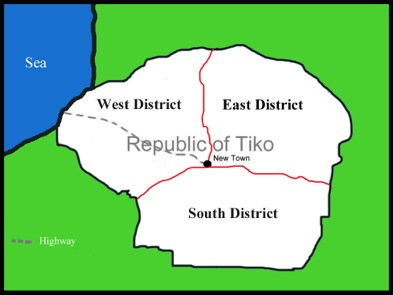 Sea
West District
East District
Republic of Tiko
New Town
South District
Highway